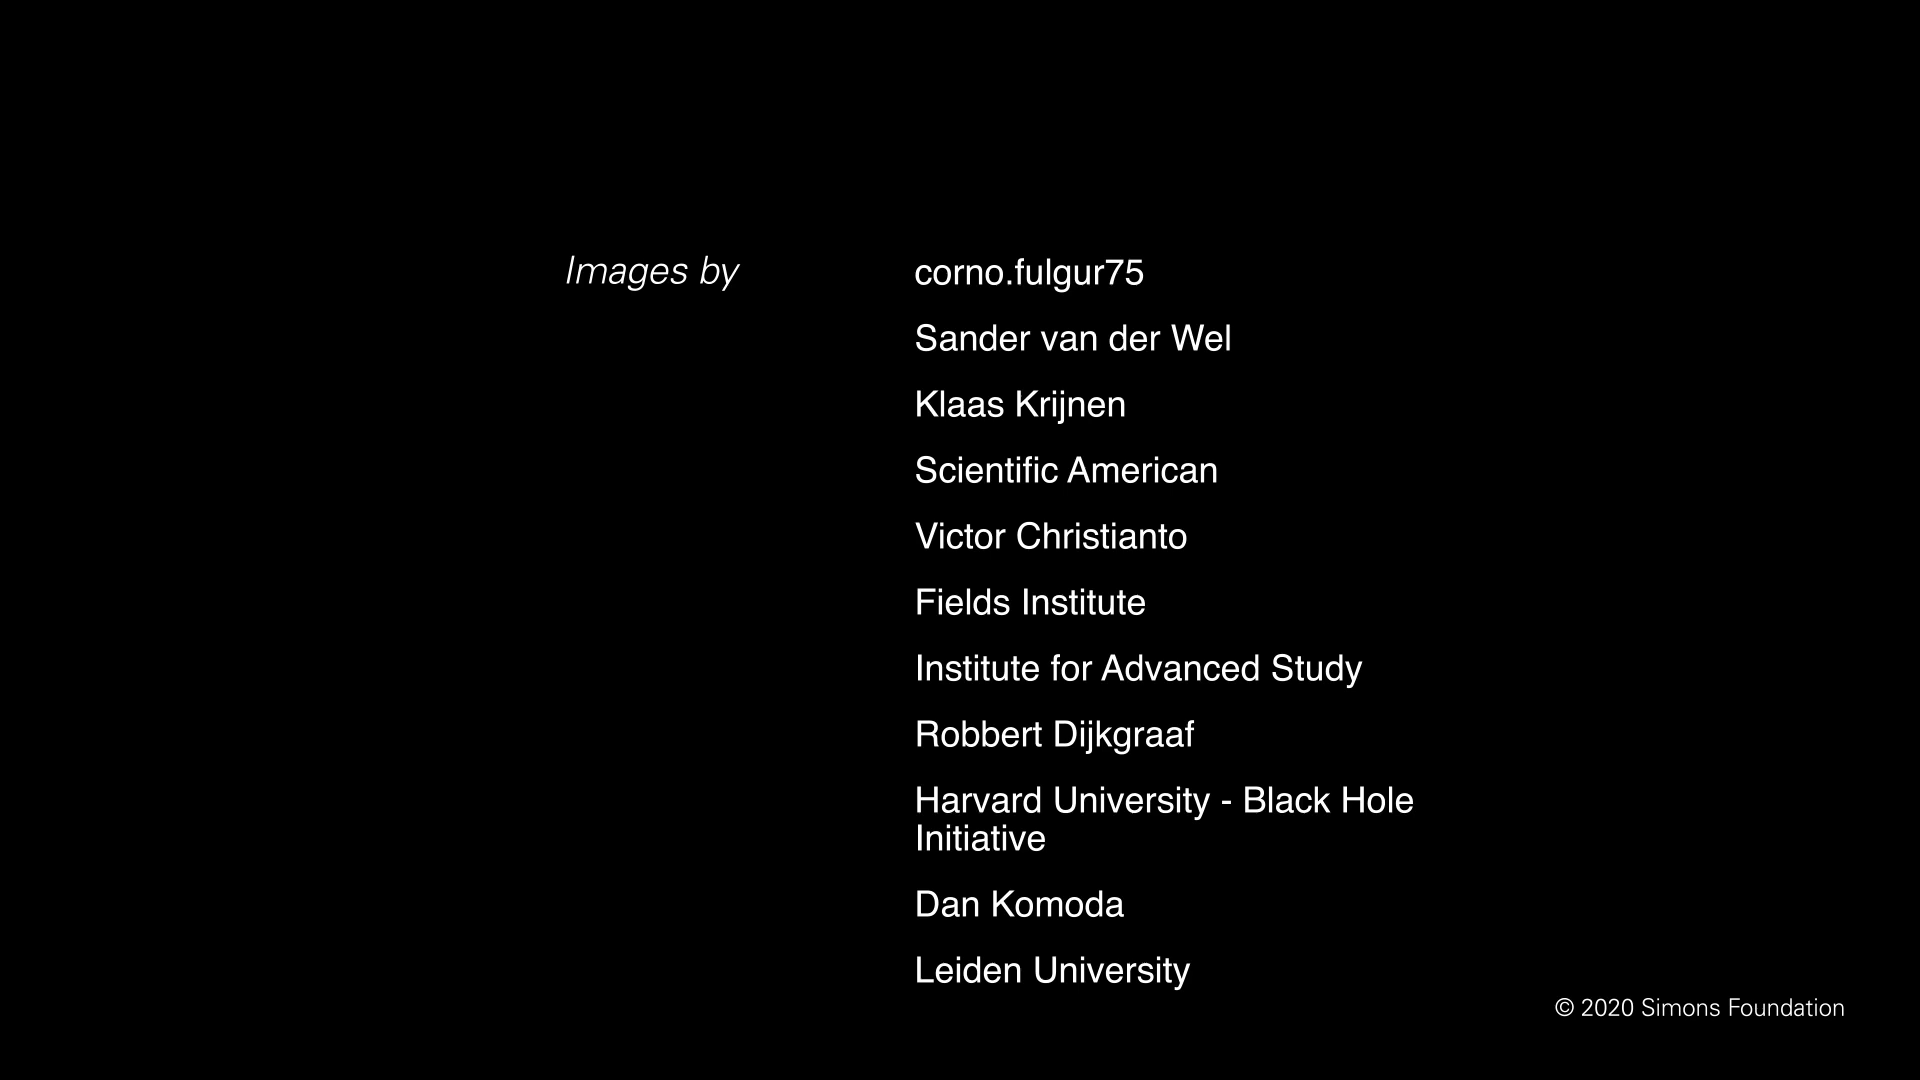 Images by
corno.fulgur75
Sander van der Wel
Klaas Krijnen
Scientific American
Victor Christianto
Fields Institute
Institute for Advanced Study
Robbert Dijkgraaf
Harvard University - Black Hole
Initiative
Dan Komoda
Leiden University
© 2020 Simons Foundation